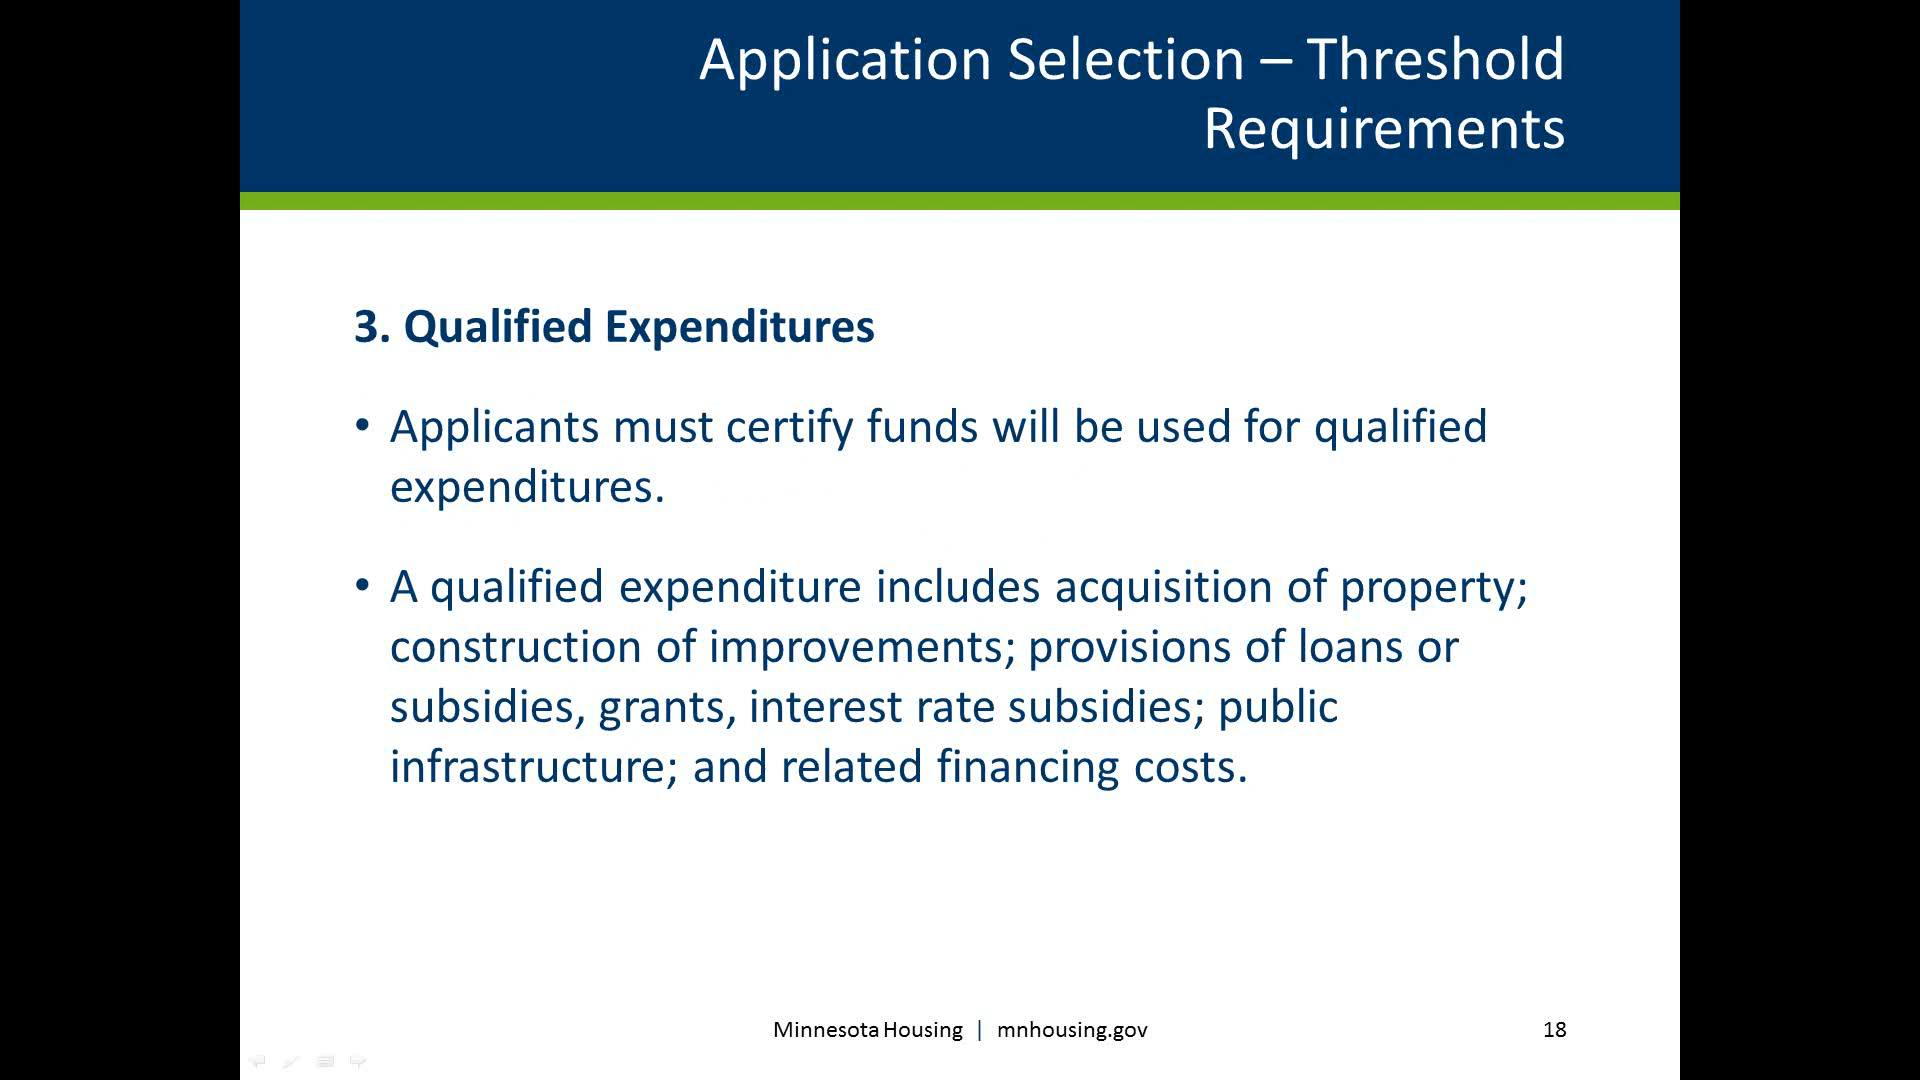 Application Selection – Threshold
Requirements
3. Qualified Expenditures
• Applicants must certify funds will be used for qualified
expenditures.
• A qualified expenditure includes acquisition of property;
construction of improvements; provisions of loans or
subsidies, grants, interest rate subsidies; public
infrastructure; and related financing costs.
Minnesota Housing | mnhousing.gov
18